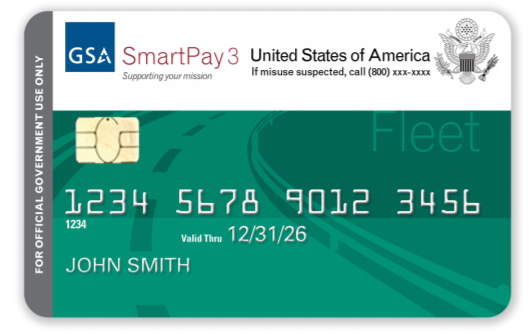 FOR OFFICIAL GOVERNMENT USE ONLY
GSA SmartPay 3
Supporting your mission
United States of America
If misuse suspected, call (800) xxx-xxxx
Fleet
1234 5678 9012 3456
1234
Valid Thru 12/31/26
JOHN SMITH